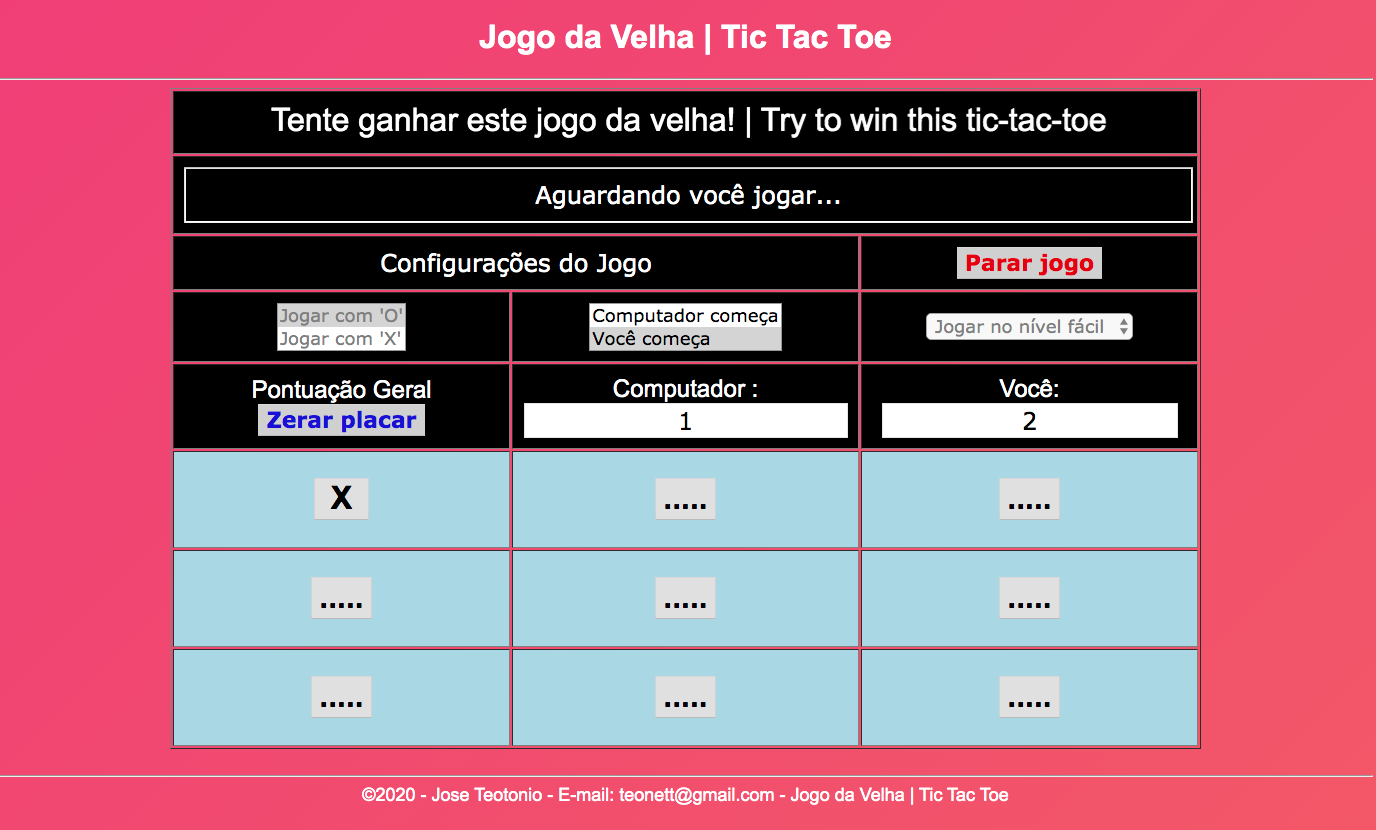 Jogo da Velha | Tic Tac Toe
Tente ganhar este jogo da velha! | Try to win this tic-tac-toe
Aguardando você jogar...
Configurações do Jogo
Parar jogo
Jogar com 'O'
Jogar com 'X'
Computador começa
Você começa
Jogar no nível fácil
Pontuação Geral
Zerar placar
Computador :
1
Você:
2
X
.....
.....
.....
.....
.....
.....
.....
.....
©2020 - Jose Teotonio - E-mail: teonett@gmail.com - Jogo da Velha | Tic Tac Toe